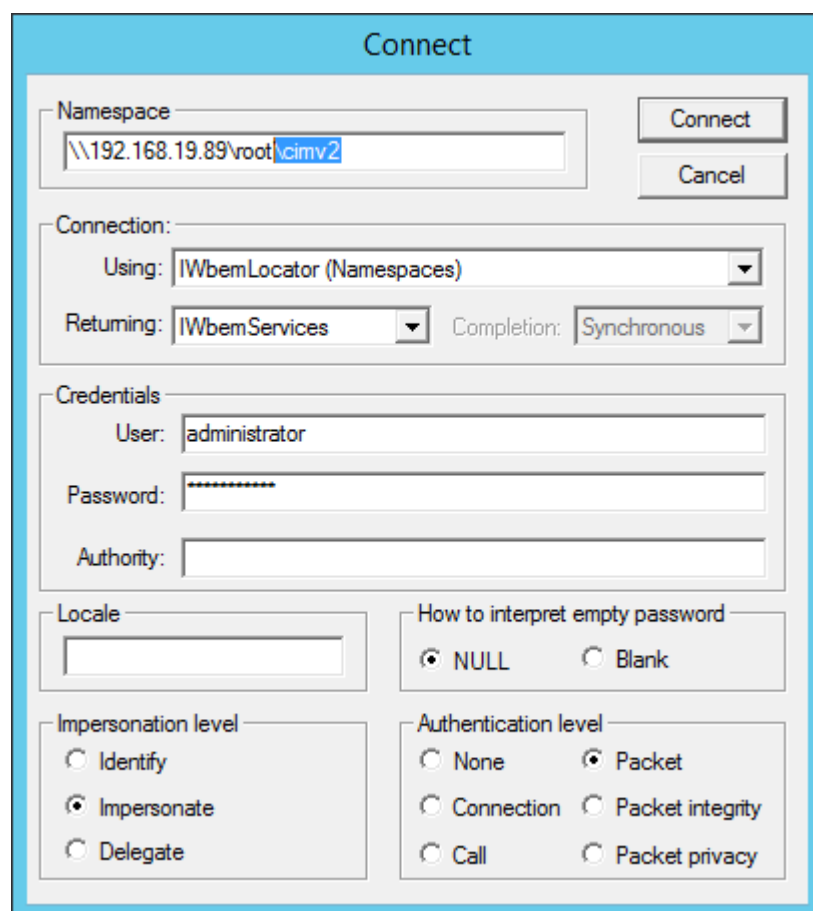 Connect
Namespace
\\192.168.19.89\root\cimv2
Connect
Cancel
Connection:
Using: IWbemLocator (Namespaces)
Returning: IWbemServices Completion: Synchronous
Credentials
User: administrator
Password: ***********
Authority:
Locale
How to interpret empty password
NULL Blank
Impersonation level
Identify
Impersonate
Delegate
Authentication level
None Packet
Connection Packet integrity
Call Packet privacy